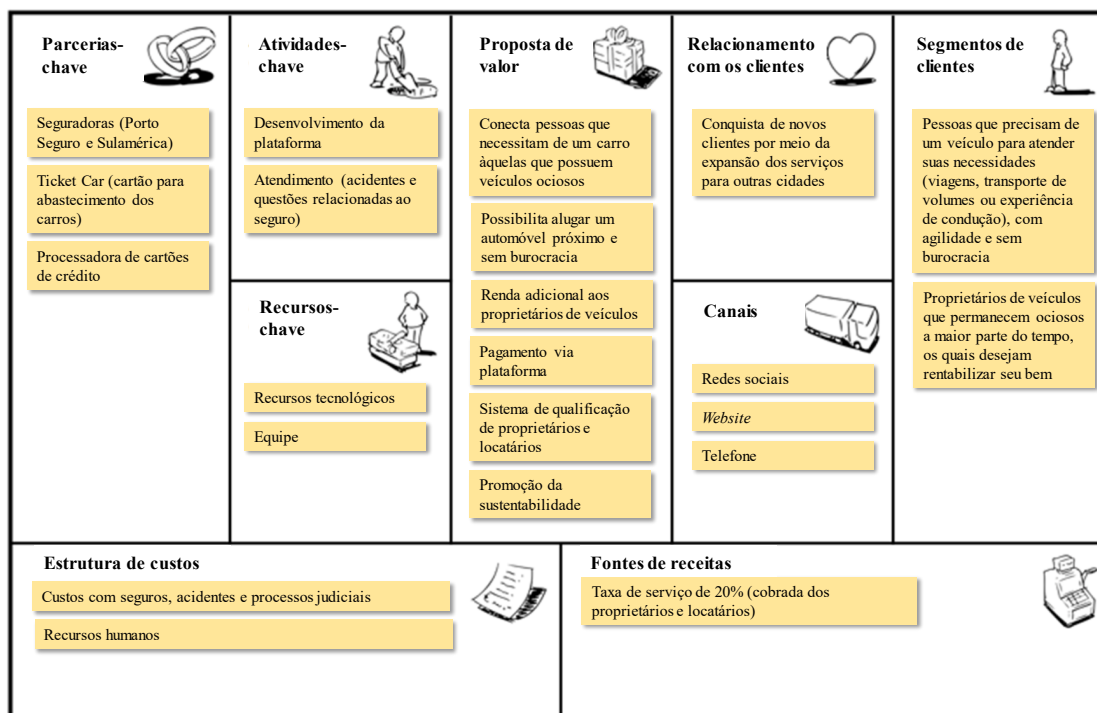 Parcerias-
chave
Seguradoras (Porto
Seguro e Sulamérica)
Ticket Car (cartão para
abastecimento dos
carros)
Processadora de cartões
de crédito
Atividades-
chave
Desenvolvimento da
plataforma
Atendimento (acidentes e
questões relacionadas ao
seguro)
Recursos-
chave
Recursos tecnológicos
Equipe
Proposta de
valor
Conecta pessoas que
necessitam de um carro
àquelas que possuem
veículos ociosos
Possibilita alugar um
automóvel próximo e
sem burocracia
Renda adicional aos
proprietários de veículos
Pagamento via
plataforma
Sistema de qualificação
de proprietários e
locatários
Promoção da
sustentabilidade
Relacionamento
com os clientes
Conquista de novos
clientes por meio da
expansão dos serviços
para outras cidades
Canais
Redes sociais
Website
Telefone
Segmentos de
clientes
Pessoas que precisam de
um veículo para atender
suas necessidades
(viagens, transporte de
volumes ou experiência
de condução), com
agilidade e sem
burocracia
Proprietários de veículos
que permanecem ociosos
a maior parte do tempo,
os quais desejam
rentabilizar seu bem
Estrutura de custos
Custos com seguros, acidentes e processos judiciais
Recursos humanos
Fontes de receitas
Taxa de serviço de 20% (cobrada dos
proprietários e locatários)